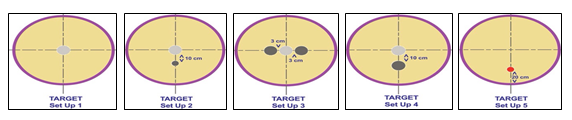 TARGET
Set Up 1
10 cm
TARGET
Set Up 2
3 cm
3 cm
TARGET
Set Up 3
10 cm
TARGET
Set Up 4
20 cm
TARGET
Set Up 5